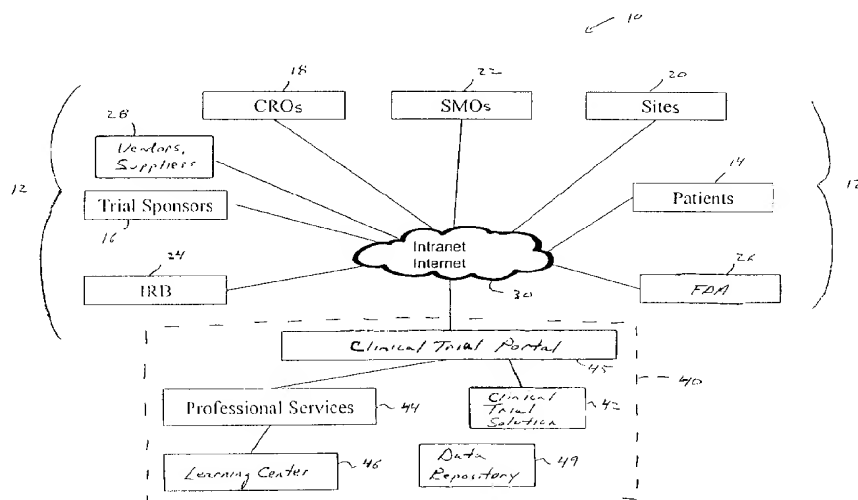 10
18
22
20
CROs
SMOs
Sites
28
Vendors,
Suppliers
12
14
12
Trial Sponsors
Patients
16
Intranet
Internet
24
26
IRB
30
FDA
Clinical Trial Portal
45
40
Professional Services
44
Clinical
Trial
Solution
42
Learning Center
46
Data
Repository
49